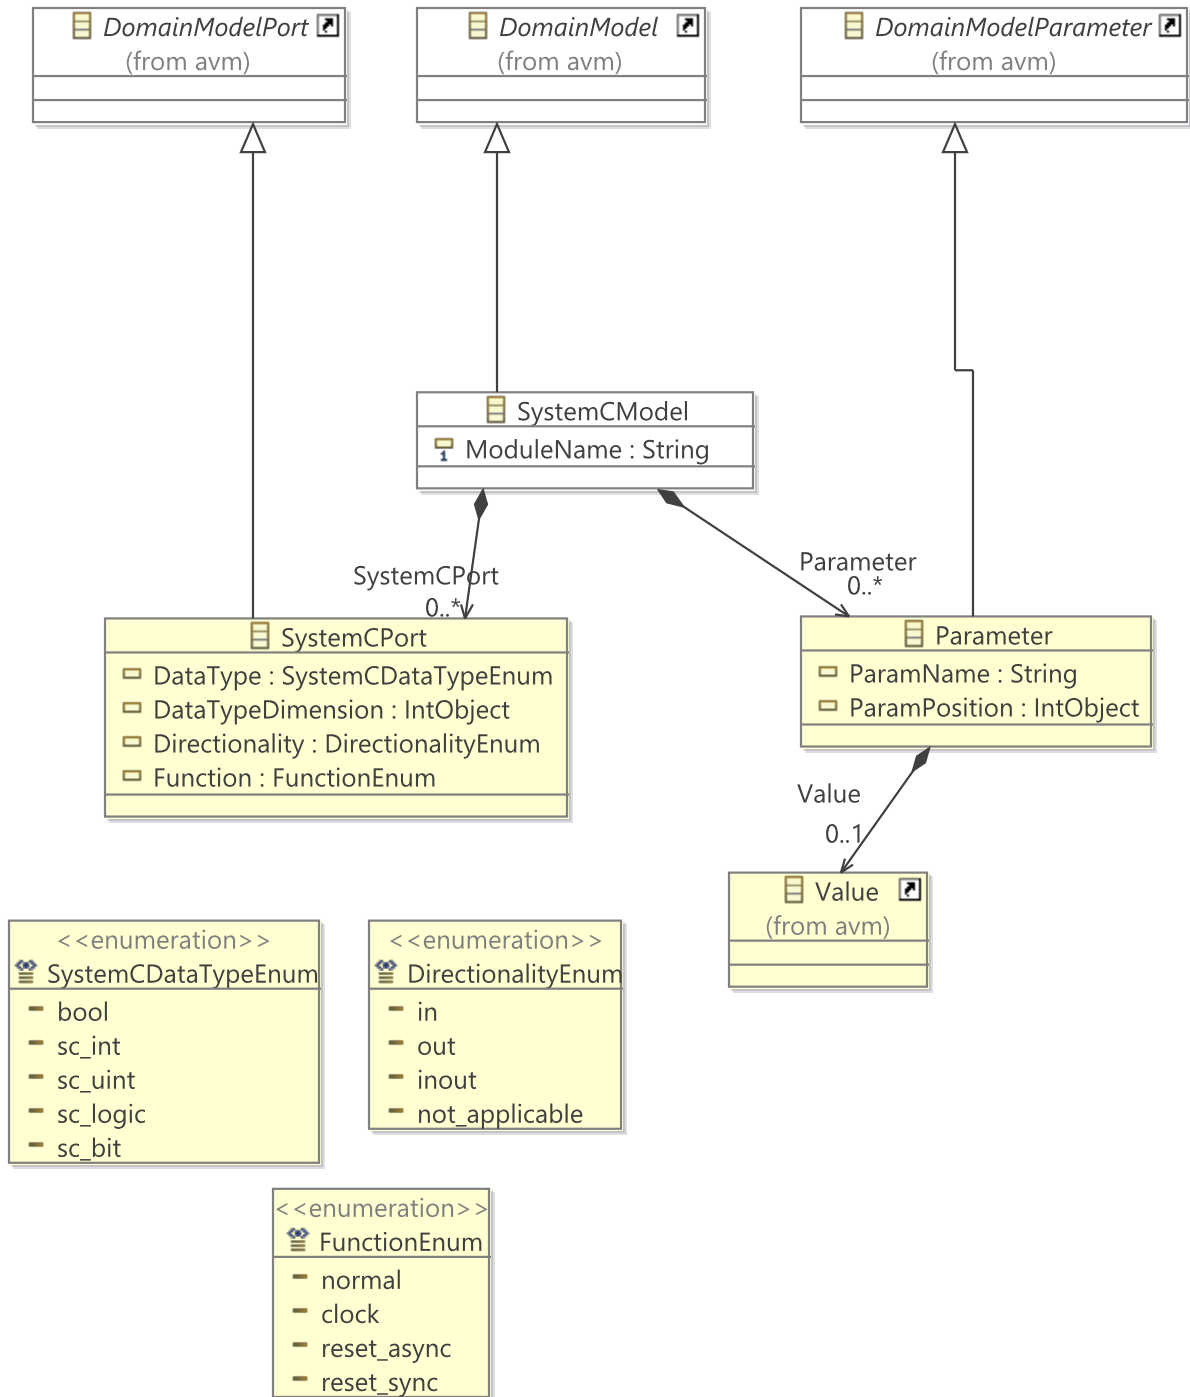 DomainModelPort
(from avm)
DomainModel
(from avm)
DomainModelParameter
(from avm)
SystemCModel
1 ModuleName : String
SystemCPort
0..*
Parameter
0..*
SystemCPort
DataType : SystemCDataTypeEnum
DataTypeDimension : IntObject
Directionality : DirectionalityEnum
Function : FunctionEnum
Parameter
ParamName : String
ParamPosition : IntObject
Value
0..1
Value
(from avm)
<<enumeration>>
SystemCDataTypeEnum
bool
sc_int
sc_uint
sc_logic
sc_bit
<<enumeration>>
DirectionalityEnum
in
out
inout
not_applicable
<<enumeration>>
FunctionEnum
normal
clock
reset_async
reset_sync